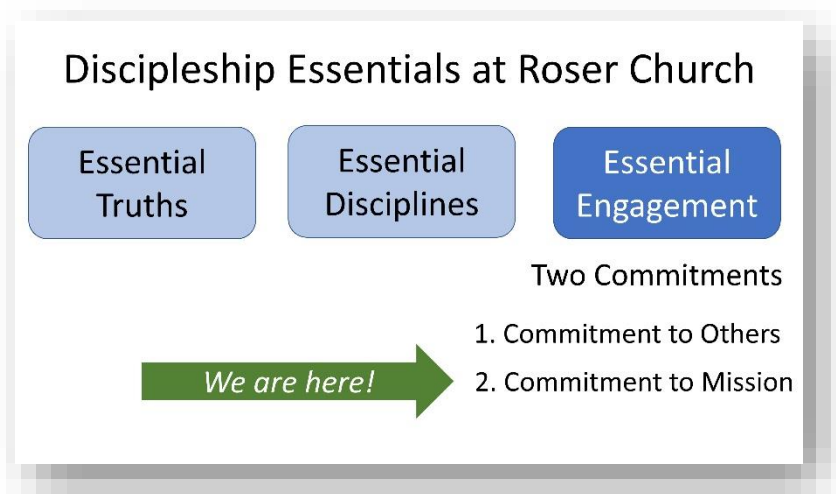 Discipleship Essentials at Roser Church
Essential
Truths
Essential
Disciplines
Essential
Engagement
Two Commitments
1. Commitment to Others
We are here!
2. Commitment to Mission